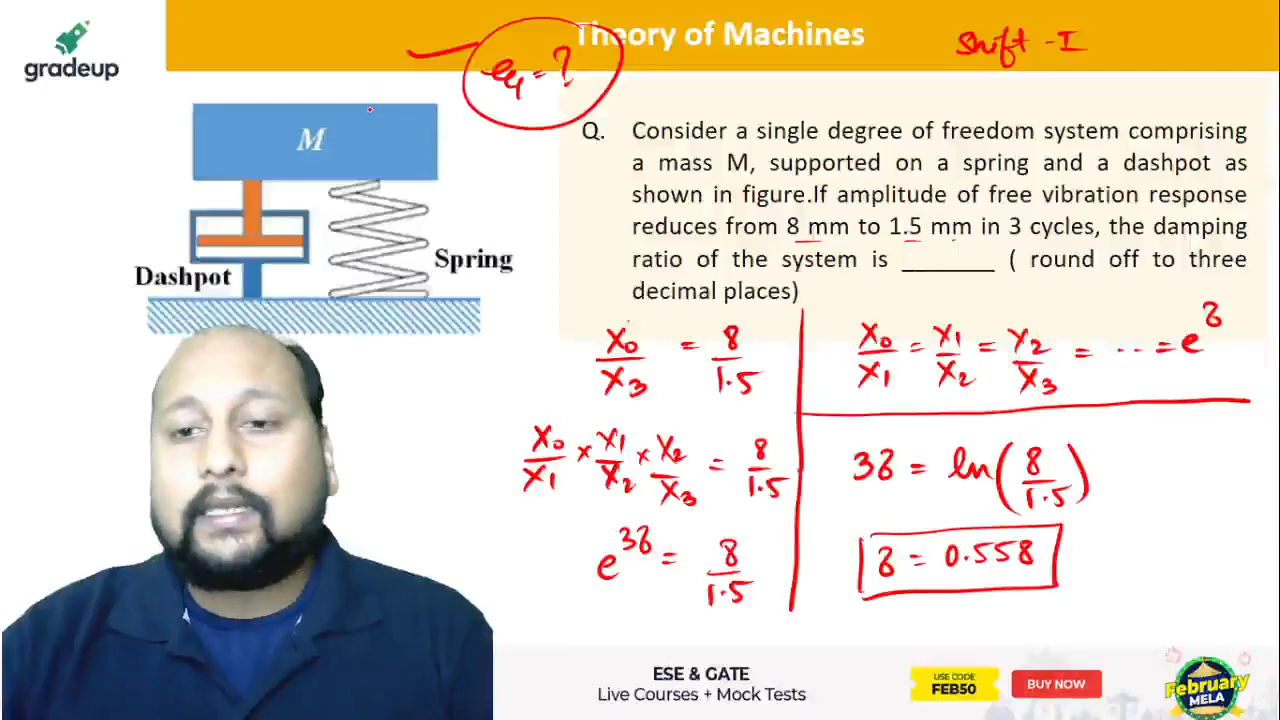 gradeup
Theory of Machines
Shift - I
= ?
M
Dashpot
Spring
Q. Consider a single degree of freedom system comprising
a mass M, supported on a spring and a dashpot as
shown in figure.If amplitude of free vibration response
reduces from 8 mm to 1.5 mm in 3 cycles, the damping
ratio of the system is _______ ( round off to three
decimal places)
X₀/X₃ = 8/1.5
X₀/X₁ × X₁/X₂ × X₂/X₃ = 8/1.5
e^3δ = 8/1.5
X₀/X₁ = X₁/X₂ = X₂/X₃ = ... = e^δ
3δ = ln(8/1.5)
δ = 0.558
ESE & GATE
Live Courses + Mock Tests
USE CODE
FEB50
BUY NOW
February
MELA